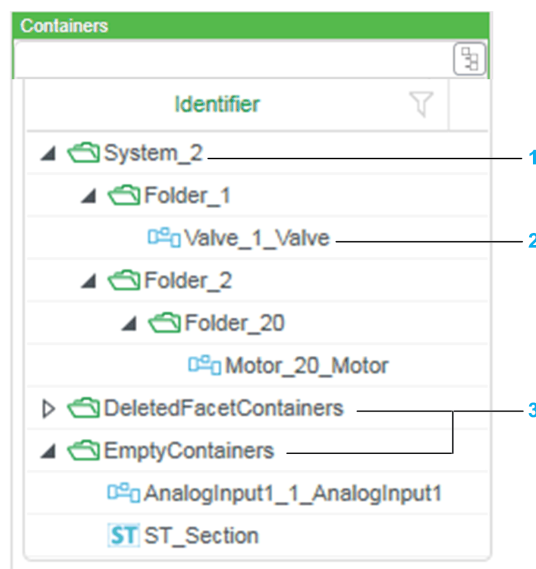 Containers
Identifier
System_2 1
Folder_1
Valve_1_Valve 2
Folder_2
Folder_20
Motor_20_Motor
DeletedFacetContainers 3
EmptyContainers
AnalogInput1_1_AnalogInput1
ST ST_Section